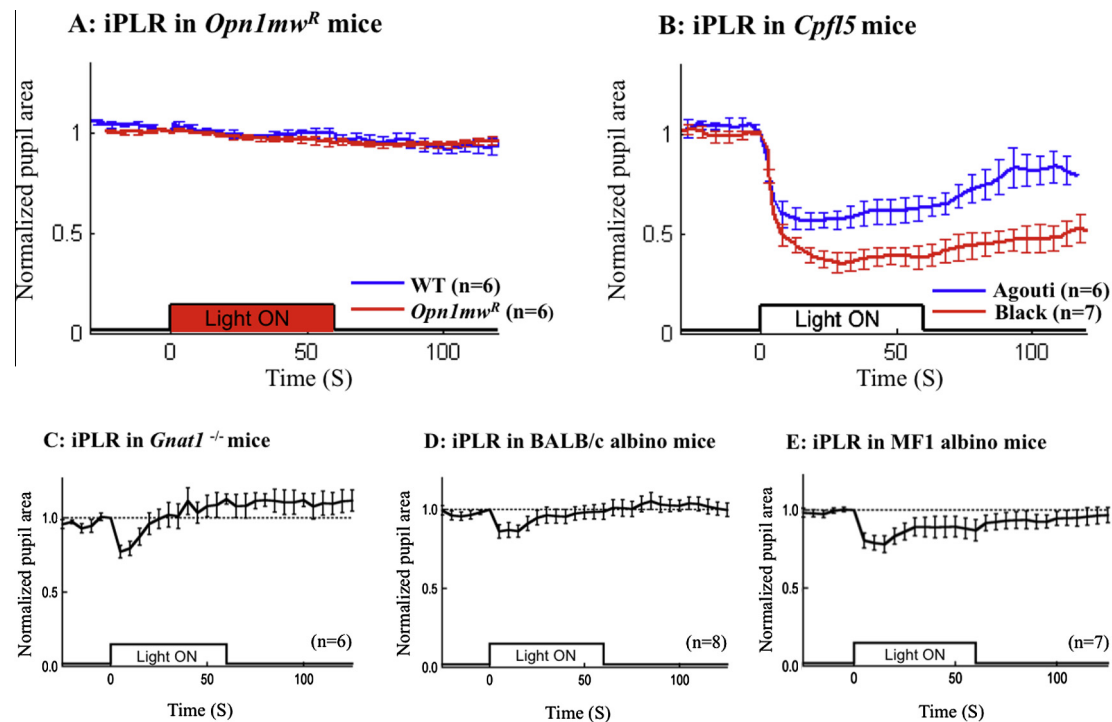 A: iPLR in Opn1mwᴿ mice
Normalized pupil area
1
0.5
0
WT (n=6)
Opn1mwᴿ (n=6)
Light ON
0 50 100
Time (S)
B: iPLR in Cpfl5 mice
Normalized pupil area
1
0.5
0
Agouti (n=6)
Black (n=7)
Light ON
0 50 100
Time (S)
C: iPLR in Gnat1 -/- mice
Normalized pupil area
1.0
0.5
0.0
(n=6)
Light ON
0 50 100
Time (S)
D: iPLR in BALB/c albino mice
Normalized pupil area
1.0
0.5
0.0
(n=8)
Light ON
0 50 100
Time (S)
E: iPLR in MF1 albino mice
Normalized pupil area
1.0
0.5
0.0
(n=7)
Light ON
0 50 100
Time (S)